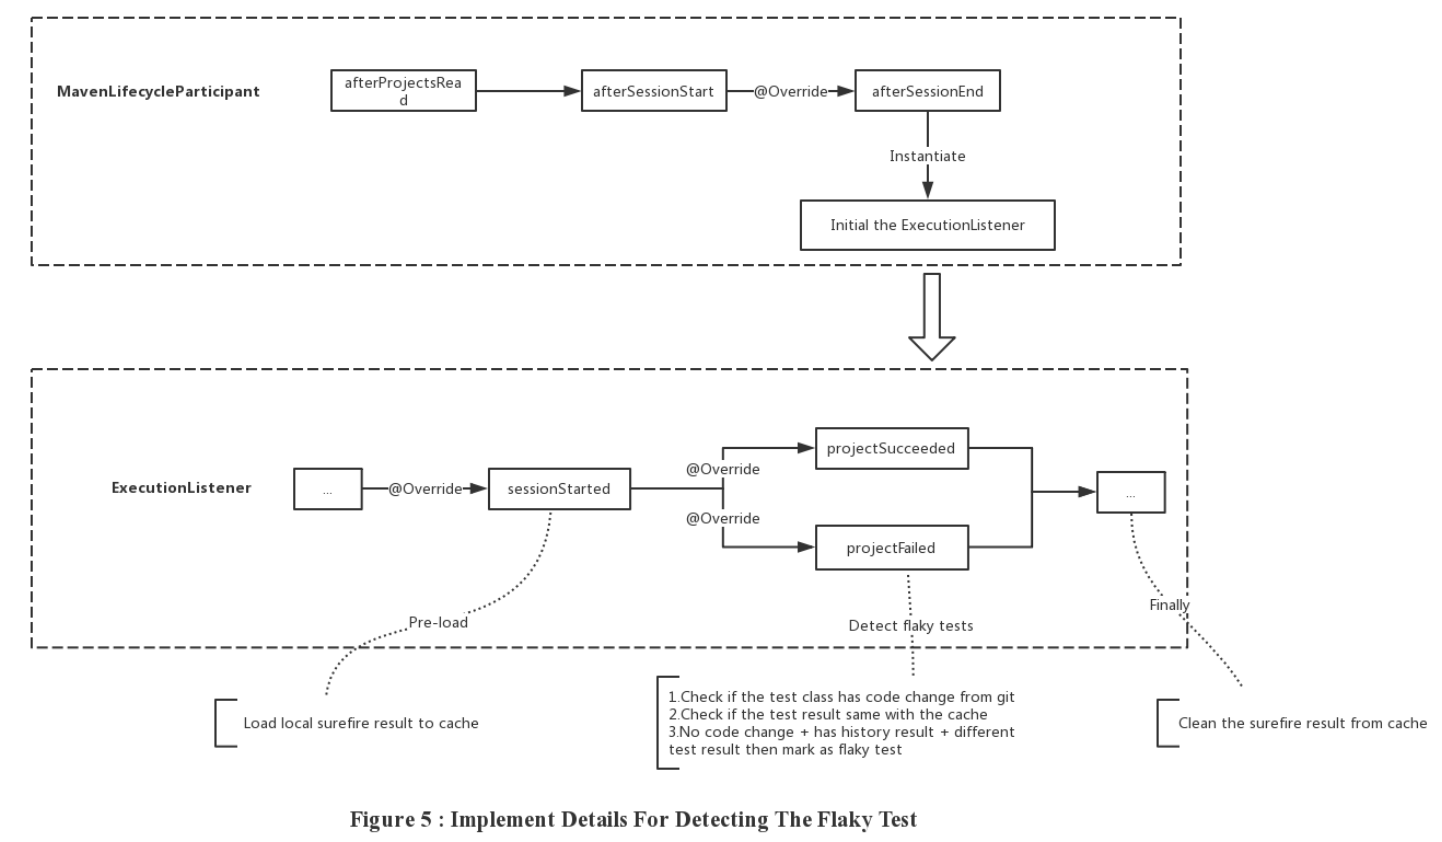 MavenLifecycleParticipant
afterProjectsRea
d
afterSessionStart
@Override
afterSessionEnd
Instantiate
Initial the ExecutionListener
ExecutionListener
...
@Override
sessionStarted
@Override
@Override
projectSucceeded
projectFailed
...
Pre-load
Detect flaky tests
Finally
Load local surefire result to cache
1.Check if the test class has code change from git
2.Check if the test result same with the cache
3.No code change + has history result + different
test result then mark as flaky test
Clean the surefire result from cache
Figure 5 : Implement Details For Detecting The Flaky Test